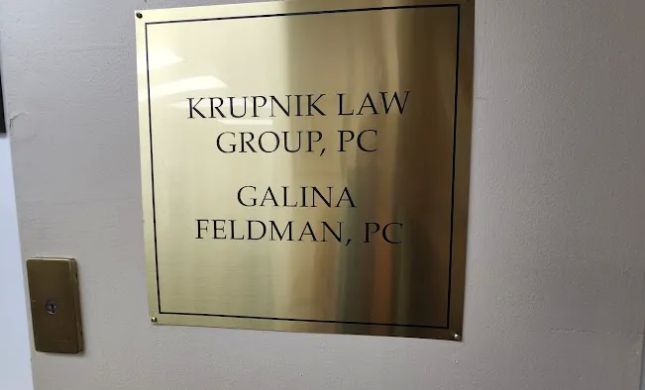 KRUPNIK LAW
GROUP, PC
GALINA
FELDMAN, PC